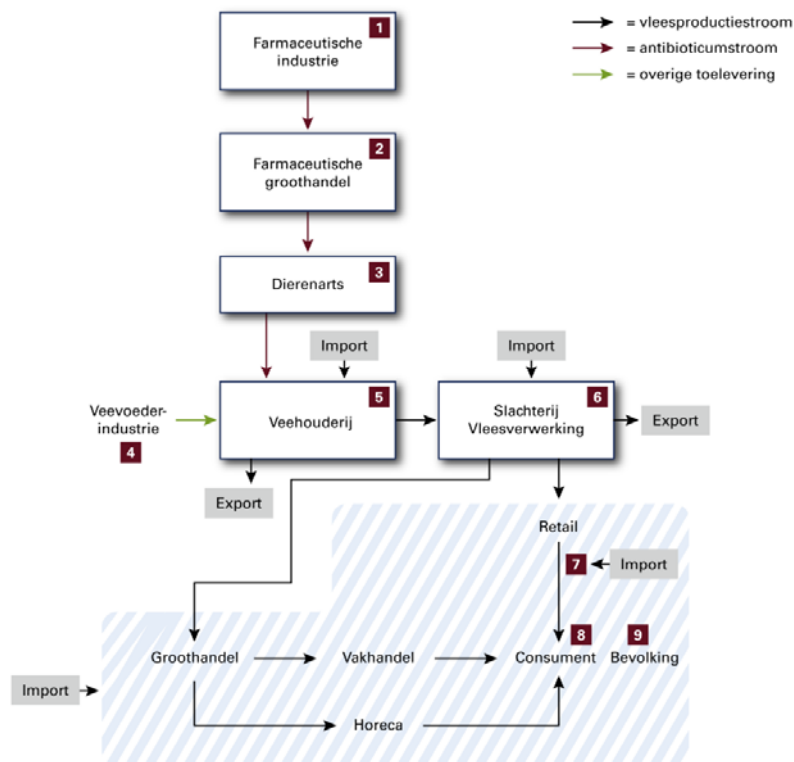 1
Farmaceutische
industrie
= vleesproductiestroom
= antibioticumstroom
= overige toelevering
2
Farmaceutische
groothandel
3
Dierenarts
Import
Import
Veevoeder-
industrie
4
5
Veehouderij
6
Slachterij
Vleesverwerking
Export
Export
Retail
7
Import
8
9
Groothandel
Vakhandel
Consument
Bevolking
Import
Horeca